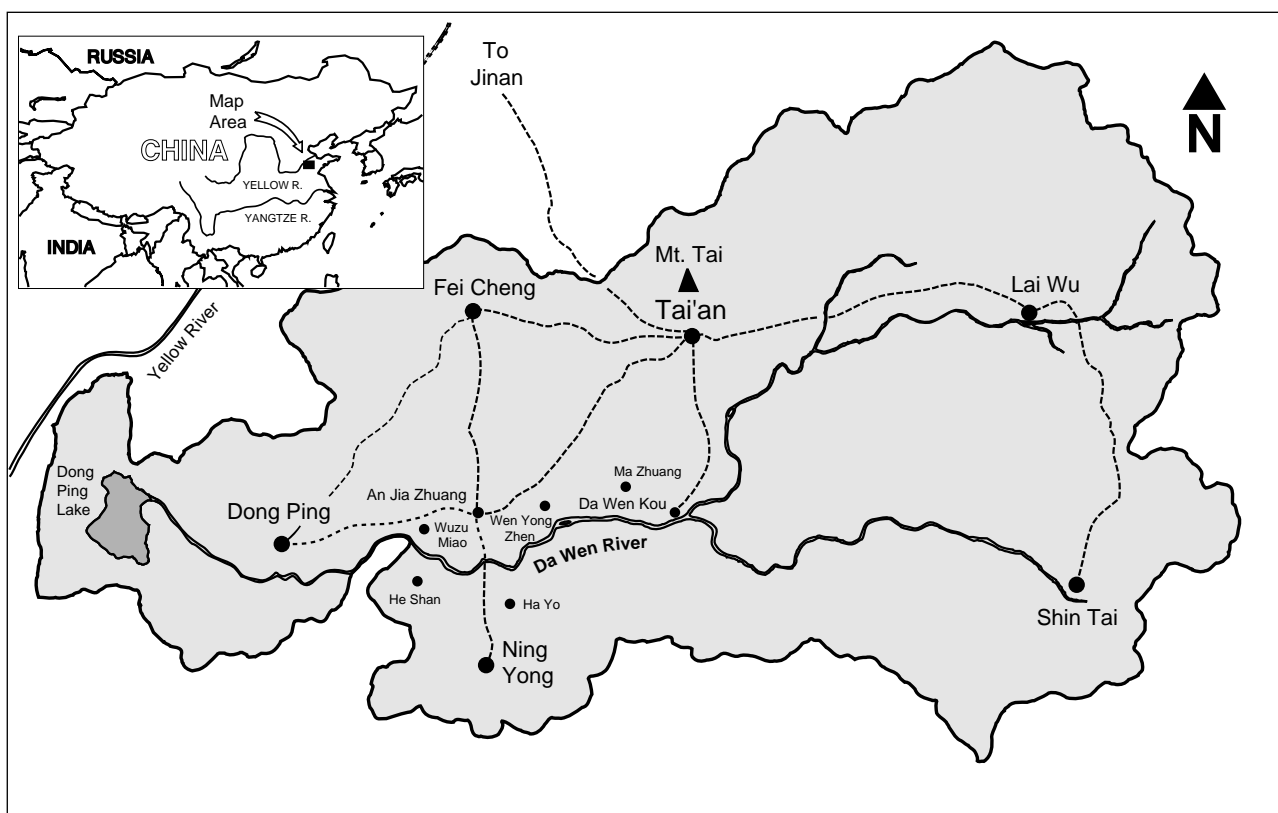 RUSSIA
Map
Area
CHINA
YELLOW R.
YANGTZE R.
INDIA
To
Jinan
N
Mt. Tai
Tai'an
Fei Cheng
Lai Wu
Yellow River
Dong
Ping
Lake
Dong Ping
An Jia Zhuang
Wuzu
Miao
Wen Yong
Zhen
Ma Zhuang
Da Wen Kou
Da Wen River
He Shan
Ha Yo
Ning
Yong
Shin Tai